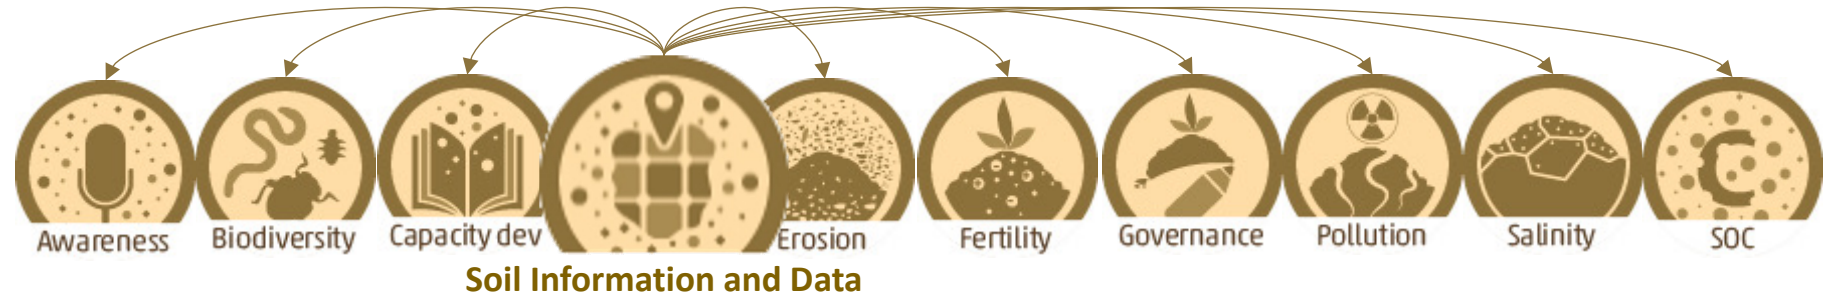 Awareness
Biodiversity
Capacity dev
Erosion
Fertility
Governance
Pollution
Salinity
SOC
Soil Information and Data